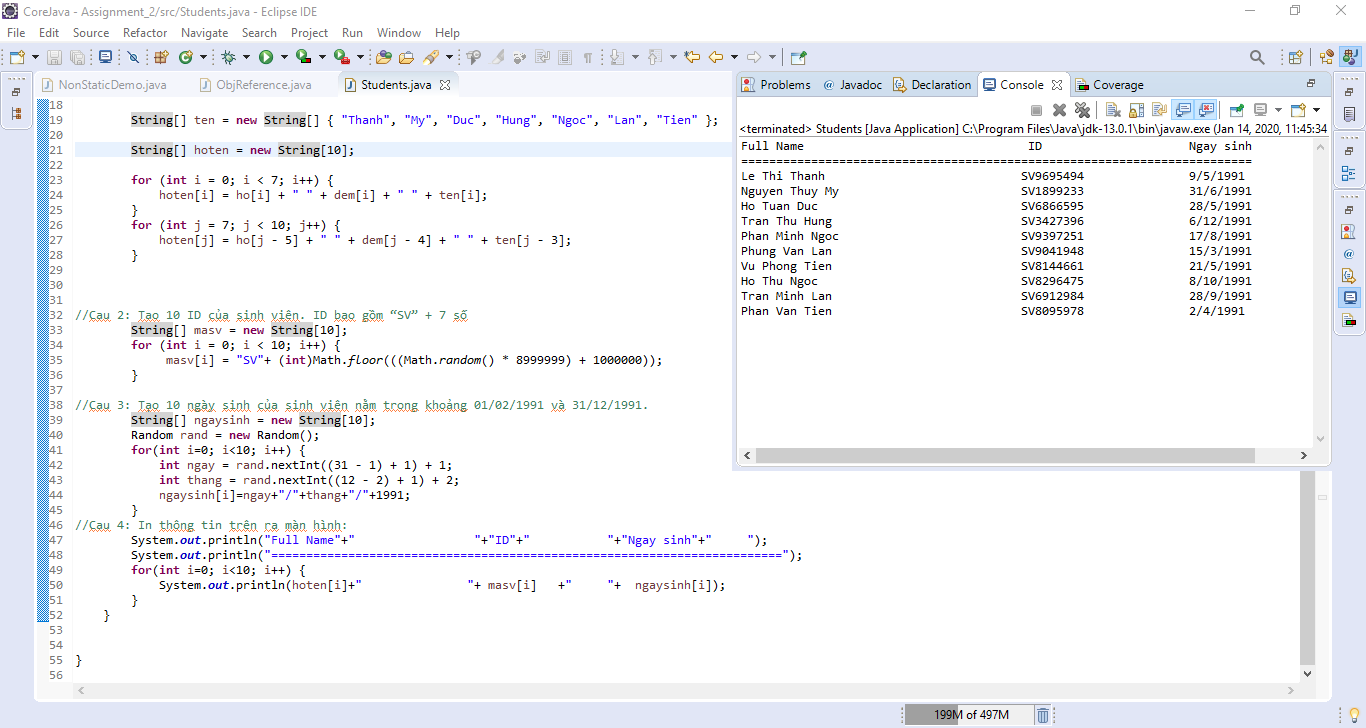 CoreJava - Assignment_2/src/Students.java - Eclipse IDE
File Edit Source Refactor Navigate Search Project Run Window Help
NonStaticDemo.java ObjReference.java Students.java
18
19 String[] ten = new String[] { "Thanh", "My", "Duc", "Hung", "Ngoc", "Lan", "Tien" };
20
21 String[] hoten = new String[10];
22
23 for (int i = 0; i < 7; i++) {
24 hoten[i] = ho[i] + " " + dem[i] + " " + ten[i];
25 }
26 for (int j = 7; j < 10; j++) {
27 hoten[j] = ho[j - 5] + " " + dem[j - 4] + " " + ten[j - 3];
28 }
29
30
31
32 //Cau 2: Tạo 10 ID của sinh viên. ID bao gồm “SV” + 7 số
33 String[] masv = new String[10];
34 for (int i = 0; i < 10; i++) {
35 masv[i] = "SV"+ (int)Math.floor(((Math.random() * 8999999) + 1000000));
36 }
37
38 //Cau 3: Tạo 10 ngày sinh của sinh viên nằm trong khoảng 01/02/1991 và 31/12/1991.
39 String[] ngaysinh = new String[10];
40 Random rand = new Random();
41 for(int i=0; i<10; i++) {
42 int ngay = rand.nextInt((31 - 1) + 1) + 1;
43 int thang = rand.nextInt((12 - 2) + 1) + 2;
44 ngaysinh[i]=ngay+"/"+thang+"/"+1991;
45 }
46 //Cau 4: In thông tin trên ra màn hình:
47 System.out.println("Full Name"+"                 "+"ID"+"           "+"Ngay sinh"+"     ");
48 System.out.println("=========================================================================");
49 for(int i=0; i<10; i++) {
50 System.out.println(hoten[i]+"               "+ masv[i] +"     "+ ngaysinh[i]);
51 }
52 }
53
54
55 }
56
Problems @ Javadoc Declaration Console Coverage
<terminated> Students [Java Application] C:\Program Files\Java\jdk-13.0.1\bin\javaw.exe (Jan 14, 2020, 11:45:34
Full Name ID Ngay sinh
=========================================================================
Le Thi Thanh SV9695494 9/5/1991
Nguyen Thuy My SV1899233 31/6/1991
Ho Tuan Duc SV6866595 28/5/1991
Tran Thu Hung SV3427396 6/12/1991
Phan Minh Ngoc SV9397251 17/8/1991
Phung Van Lan SV9041948 15/3/1991
Vu Phong Tien SV8144661 21/5/1991
Ho Thu Ngoc SV8296475 8/10/1991
Tran Minh Lan SV6912984 28/9/1991
Phan Van Tien SV8095978 2/4/1991
199M of 497M